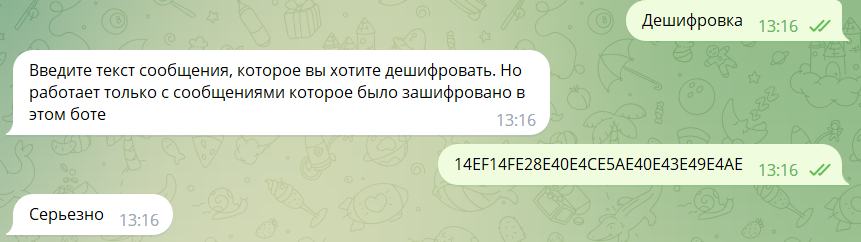 Дешифровка
13:16
Введите текст сообщения, которое вы хотите дешифровать. Но
работает только с сообщениями которое было зашифровано в
этом боте
13:16
14EF14FE28E40E4CE5AE40E43E49E4AE
13:16
Серьезно
13:16